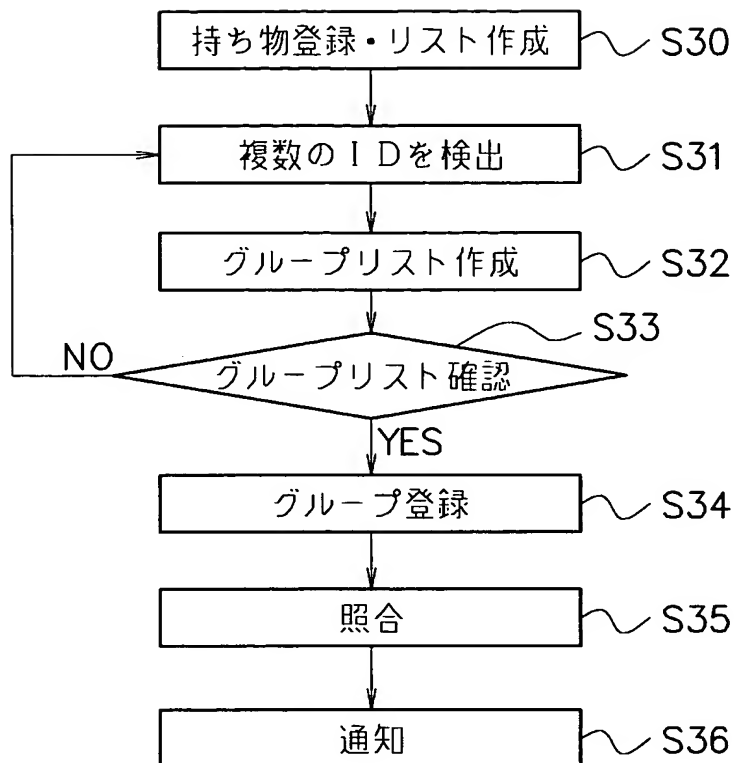 持ち物登録・リスト作成 S30
複数のIDを検出 S31
グループリスト作成 S32
S33
NO
グループリスト確認
YES
グループ登録 S34
照合 S35
通知 S36